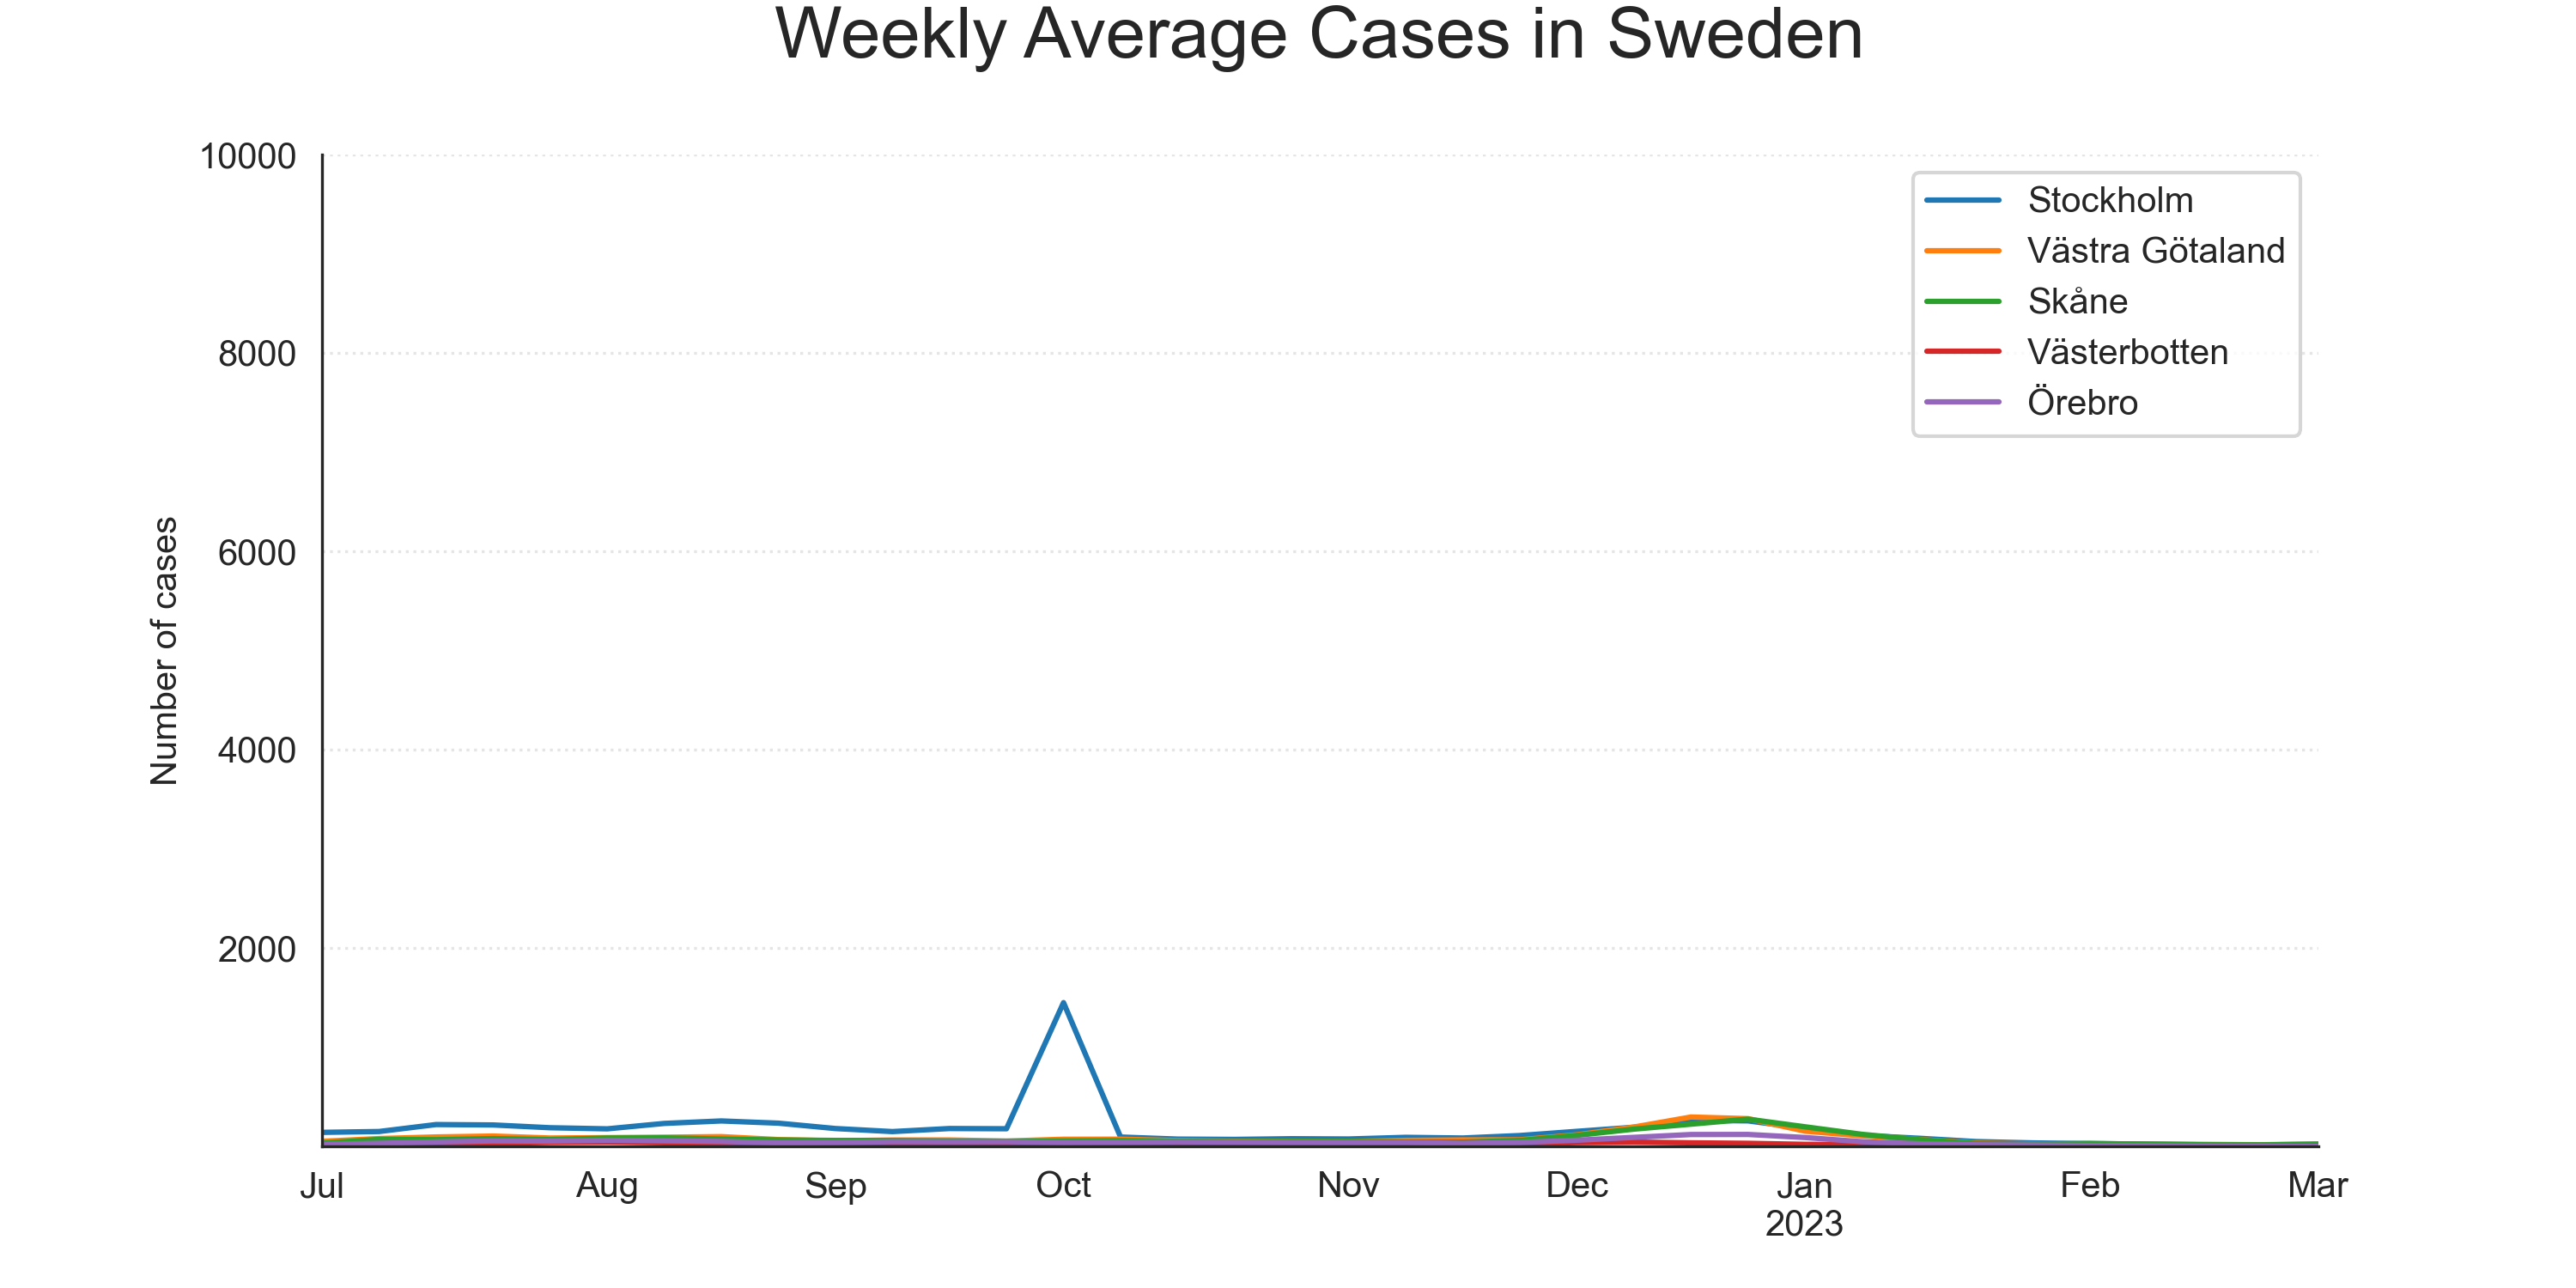 Weekly Average Cases in Sweden
10000
8000
6000
4000
2000
Number of cases
Stockholm
Västra Götaland
Skåne
Västerbotten
Örebro
Jul Aug Sep Oct Nov Dec Jan Feb Mar
2023